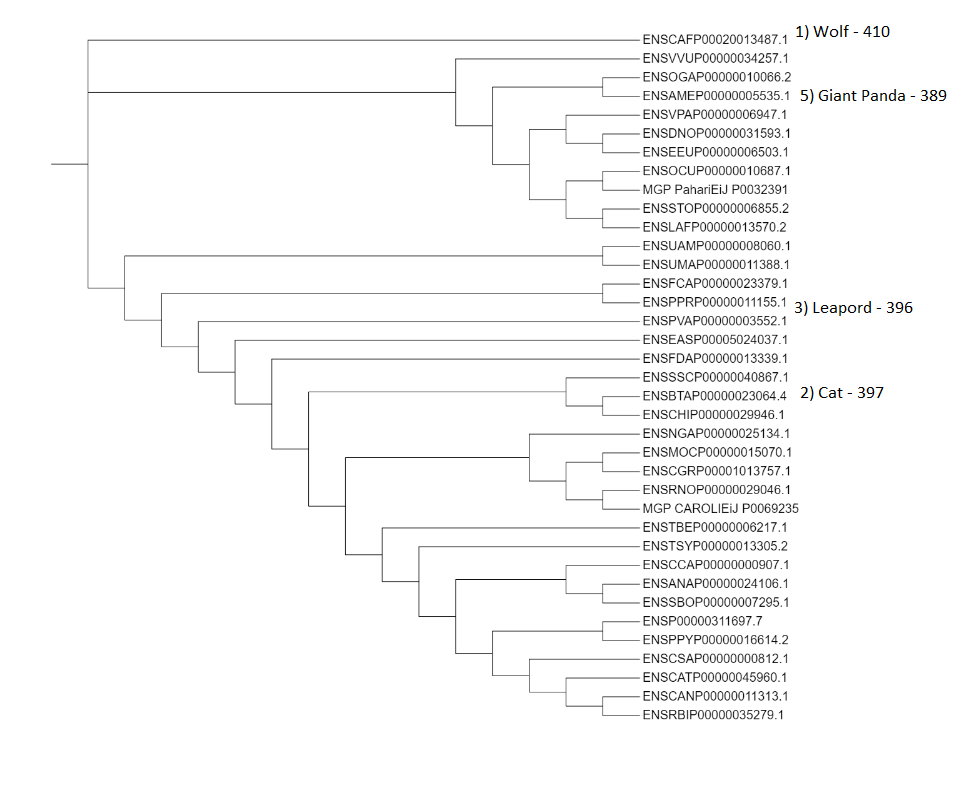 ENSCAFP00020013487.1 1) Wolf - 410
ENSVVUP00000034257.1
ENSOGAP00000010066.2
ENSAMEP00000005535.1 5) Giant Panda - 389
ENSVPAP00000006947.1
ENSDNOP00000031593.1
ENSEEUP00000006503.1
ENSOCUP00000010687.1
MGP PahariEiJ P0032391
ENSSTOP00000006855.2
ENSLAFP00000013570.2
ENSUAMP00000008060.1
ENSUMAP00000011388.1
ENSFCAP00000023379.1
ENSPPRP00000011155.1 3) Leapord - 396
ENSPVAP00000003552.1
ENSEASP00005024037.1
ENSFDAP00000013339.1
ENSSSCP00000040867.1
ENSBTAP00000023064.4 2) Cat - 397
ENSCHIP00000029946.1
ENSNGAP00000025134.1
ENSMOCP00000015070.1
ENSCGRP00001013757.1
ENSRNOP00000029046.1
MGP CAROLIEiJ P0069235
ENSTBEP00000006217.1
ENSTSYP00000013305.2
ENSCCAP00000000907.1
ENSANAP00000024106.1
ENSSBOP00000007295.1
ENSP00000311697.7
ENSPPYP00000016614.2
ENSCSAP00000000812.1
ENSCATP00000045960.1
ENSCANP00000011313.1
ENSRBIP00000035279.1